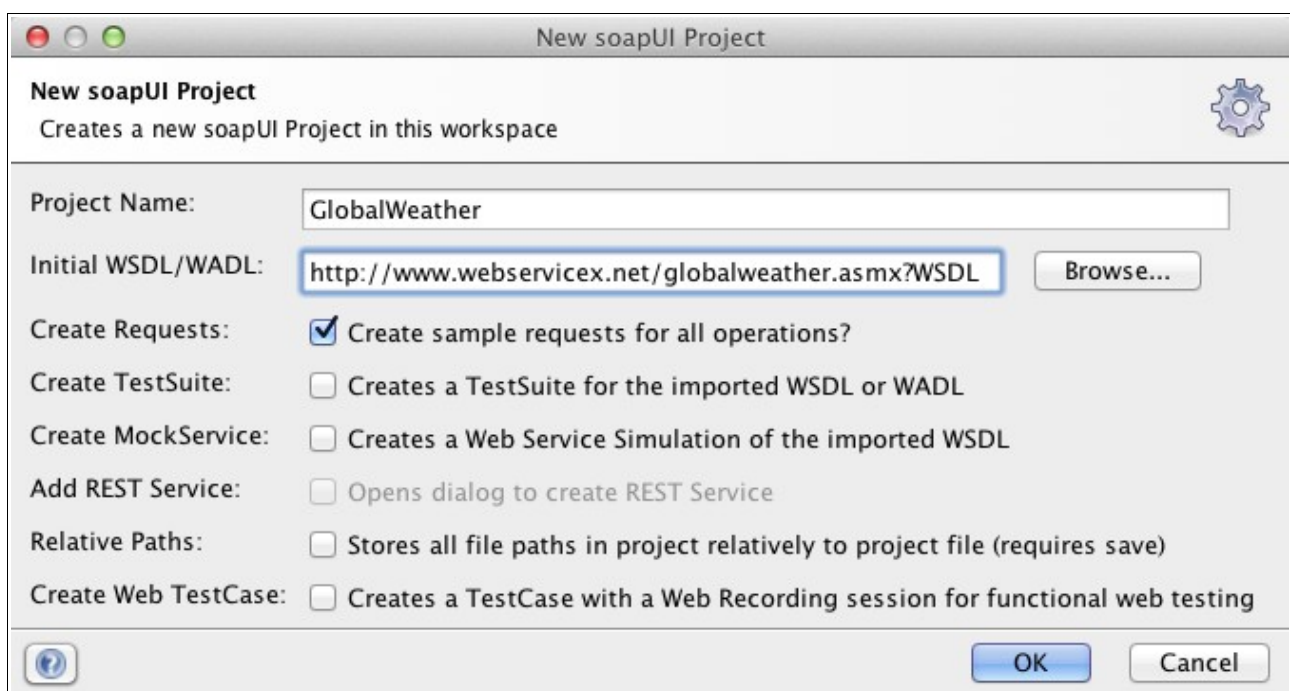 New soapUI Project
New soapUI Project
Creates a new soapUI Project in this workspace
Project Name: GlobalWeather
Initial WSDL/WADL: http://www.webservicex.net/globalweather.asmx?WSDL Browse...
Create Requests: Create sample requests for all operations?
Create TestSuite: Creates a TestSuite for the imported WSDL or WADL
Create MockService: Creates a Web Service Simulation of the imported WSDL
Add REST Service: Opens dialog to create REST Service
Relative Paths: Stores all file paths in project relatively to project file (requires save)
Create Web TestCase: Creates a TestCase with a Web Recording session for functional web testing
? OK Cancel